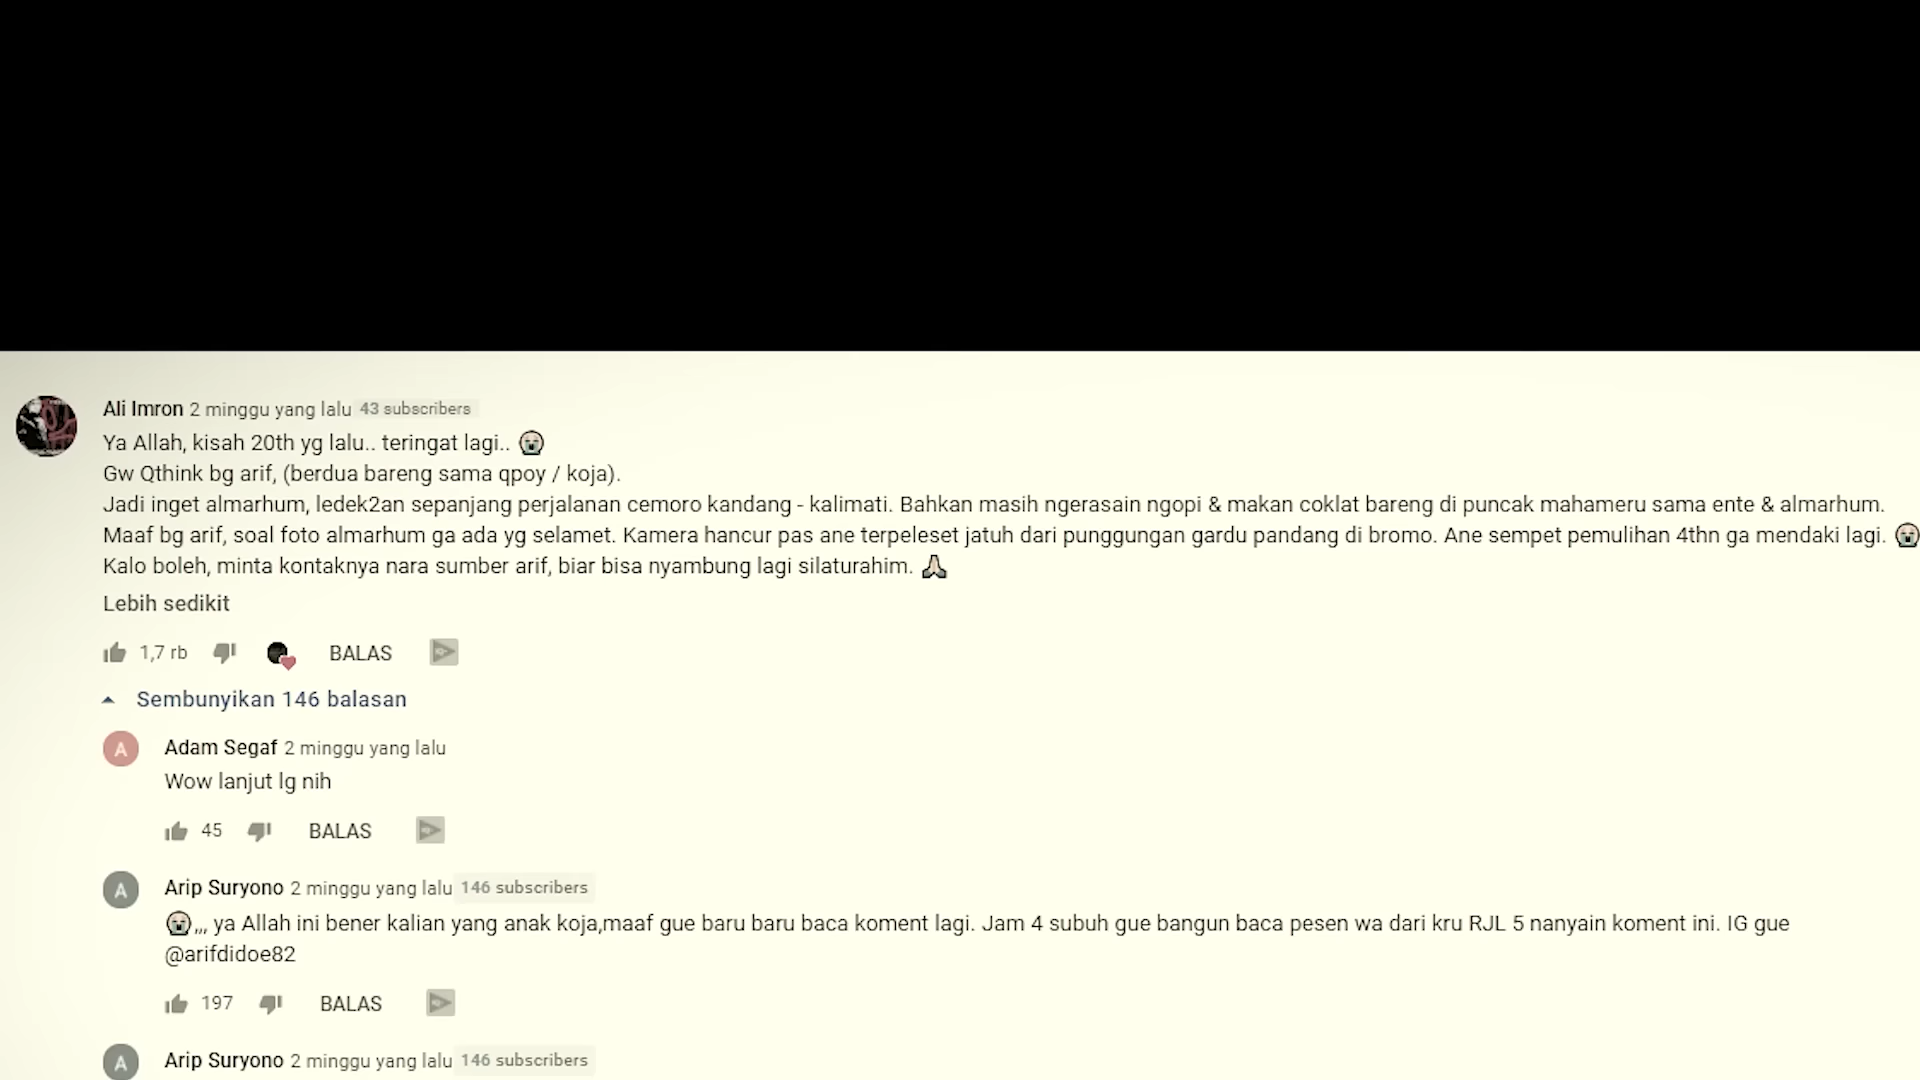 Ali Imron 2 minggu yang lalu 43 subscribers
Ya Allah, kisah 20th yg lalu.. teringat lagi.. 😭
Gw Qthink bg arif, (berdua bareng sama qpoy / koja).
Jadi inget almarhum, ledek2an sepanjang perjalanan cemoro kandang - kalimati. Bahkan masih ngerasain ngopi & makan coklat bareng di puncak mahameru sama ente & almarhum.
Maaf bg arif, soal foto almarhum ga ada yg selamet. Kamera hancur pas ane terpeleset jatuh dari punggungan gardu pandang di bromo. Ane sempet pemulihan 4thn ga mendaki lagi. 😭
Kalo boleh, minta kontaknya nara sumber arif, biar bisa nyambung lagi silaturahim. 🙏
Lebih sedikit
1,7 rb BALAS
Sembunyikan 146 balasan
A Adam Segaf 2 minggu yang lalu
Wow lanjut lg nih
45 BALAS
A Arip Suryono 2 minggu yang lalu 146 subscribers
😭,,, ya Allah ini bener kalian yang anak koja,maaf gue baru baru baca koment lagi. Jam 4 subuh gue bangun baca pesen wa dari kru RJL 5 nanyain koment ini. IG gue
@arifdidoe82
197 BALAS
A Arip Suryono 2 minggu yang lalu 146 subscribers